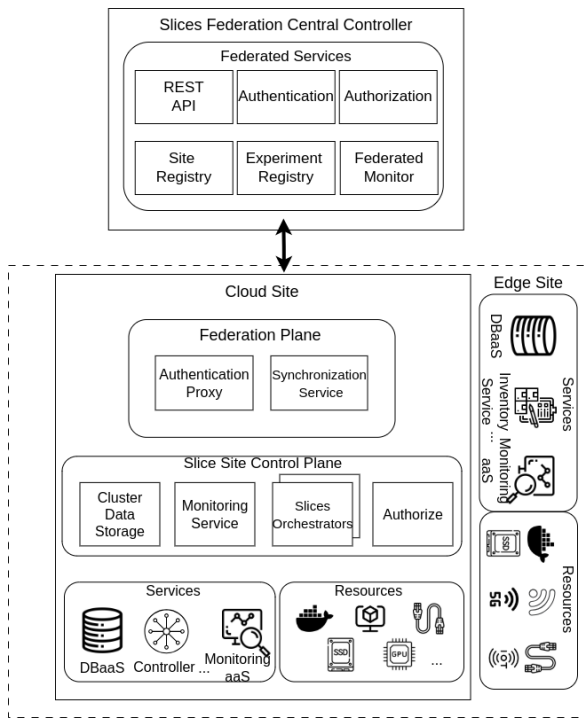 Slices Federation Central Controller
Federated Services
REST
API
Authentication
Authorization
Site
Registry
Experiment
Registry
Federated
Monitor
Cloud Site
Federation Plane
Authentication
Proxy
Synchronization
Service
Slice Site Control Plane
Cluster
Data
Storage
Monitoring
Service
Slices
Orchestrators
Authorize
Services
DBaaS
Controller
...
Monitoring
aaS
Resources
SSD
GPU
...
Edge Site
DBaaS
Services
Inventory
Service
...
Monitoring
aaS
Resources
SSD
5G
IOT